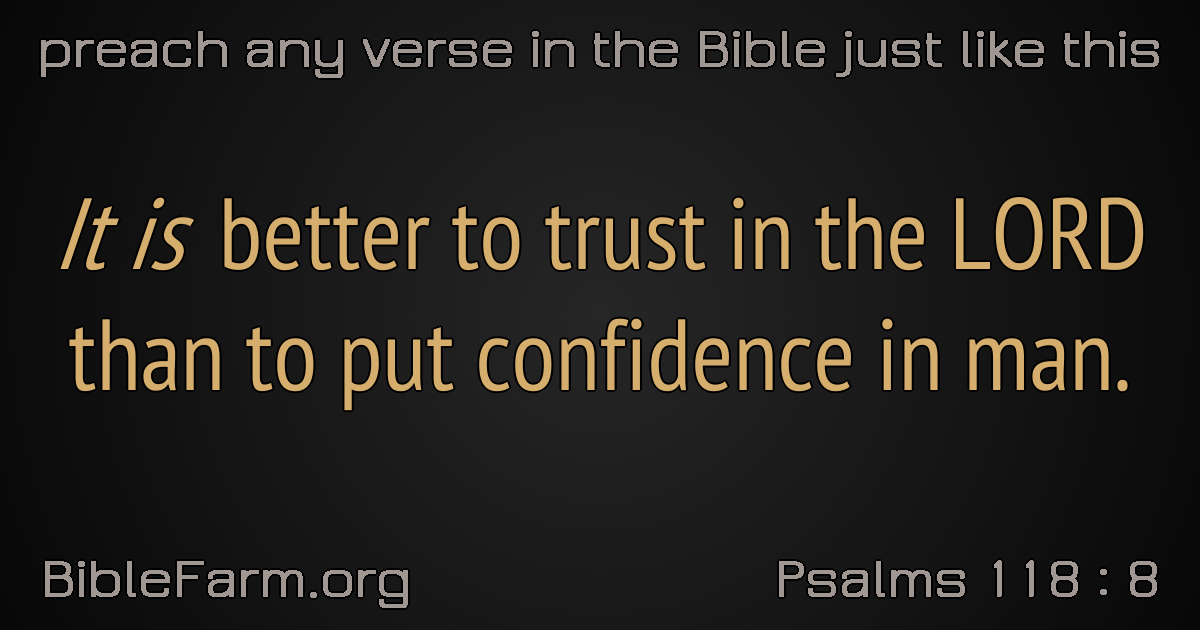 preach any verse in the Bible just like this
It is better to trust in the LORD
than to put confidence in man.
BibleFarm.org
Psalms 118 : 8